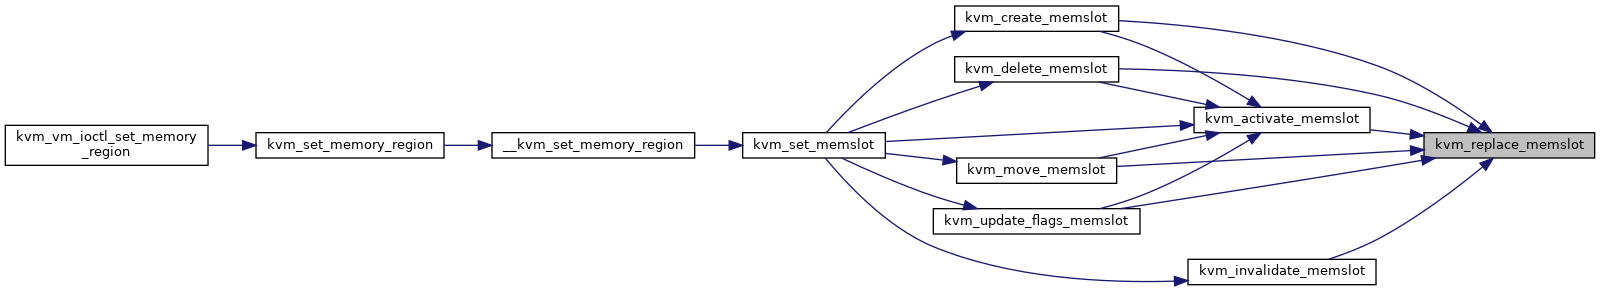 kvm_create_memslot
kvm_delete_memslot
kvm_activate_memslot
kvm_vm_ioctl_set_memory
_region
kvm_set_memory_region
__kvm_set_memory_region
kvm_set_memslot
kvm_replace_memslot
kvm_move_memslot
kvm_update_flags_memslot
kvm_invalidate_memslot